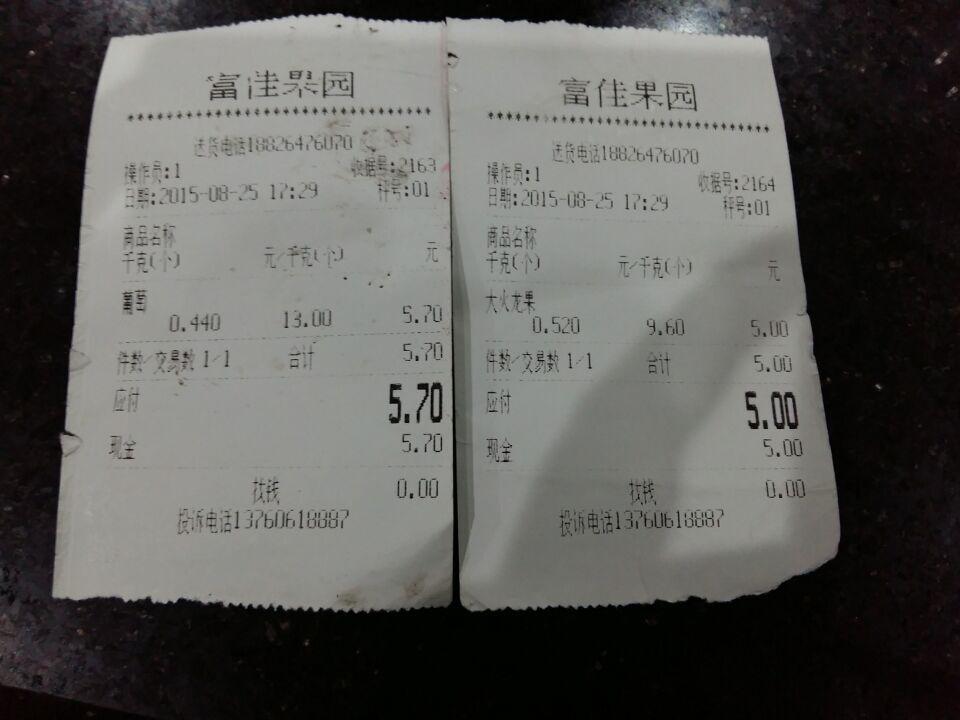 富佳果园
送货电话18826476070
操作员:1 收据号:2163
日期:2015-08-25 17:29 秤号:01
商品名称
千克(个) 元/千克(个) 元
葡萄
0.440 13.00 5.70
件数/交易数 1/1 合计 5.70
应付 5.70
现金 5.70
找钱 0.00
投诉电话13760618887
富佳果园
送货电话18826476070
操作员:1 收据号:2164
日期:2015-08-25 17:29 秤号:01
商品名称
千克(个) 元/千克(个) 元
大火龙果
0.520 9.60 5.00
件数/交易数 1/1 合计 5.00
应付 5.00
现金 5.00
找钱 0.00
投诉电话13760618887